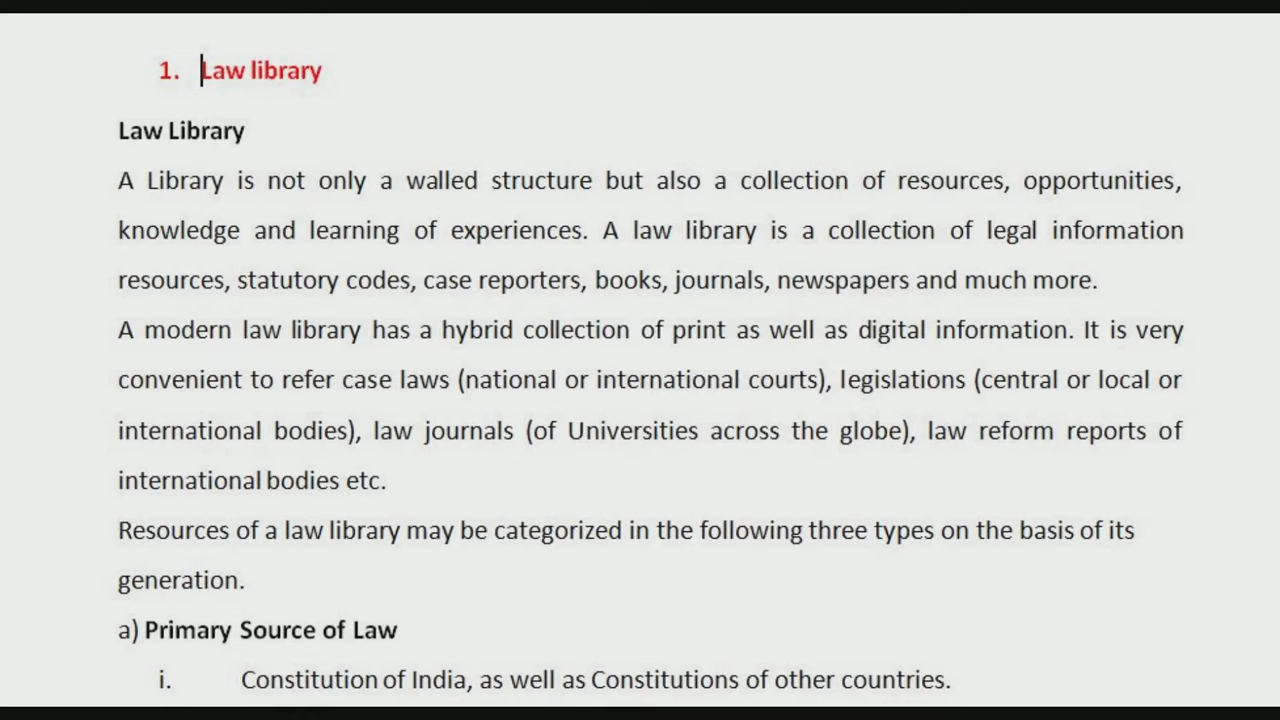 1. Law library
Law Library
A Library is not only a walled structure but also a collection of resources, opportunities,
knowledge and learning of experiences. A law library is a collection of legal information
resources, statutory codes, case reporters, books, journals, newspapers and much more.
A modern law library has a hybrid collection of print as well as digital information. It is very
convenient to refer case laws (national or international courts), legislations (central or local or
international bodies), law journals (of Universities across the globe), law reform reports of
international bodies etc.
Resources of a law library may be categorized in the following three types on the basis of its
generation.
a) Primary Source of Law
i. Constitution of India, as well as Constitutions of other countries.